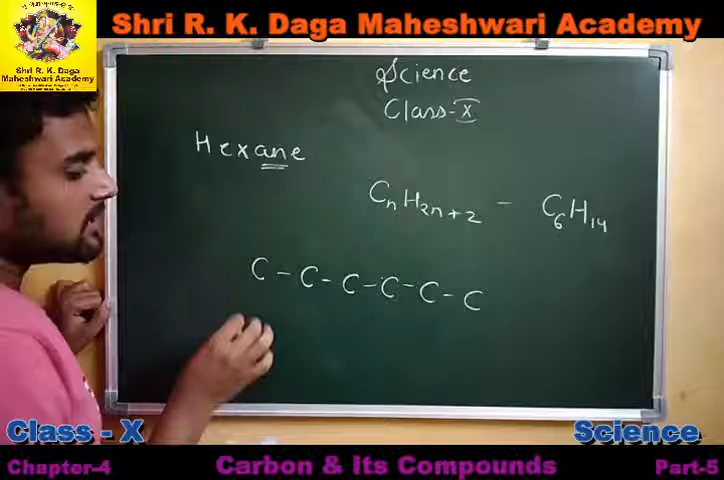 Shri R. K. Daga Maheshwari Academy
Shri R. K. Daga
Maheshwari Academy
Science
Class-X
Hexane
CnH2n+2 - C6H14
C-C-C-C-C-C
Class - X
Science
Chapter-4
Carbon & Its Compounds
Part-5